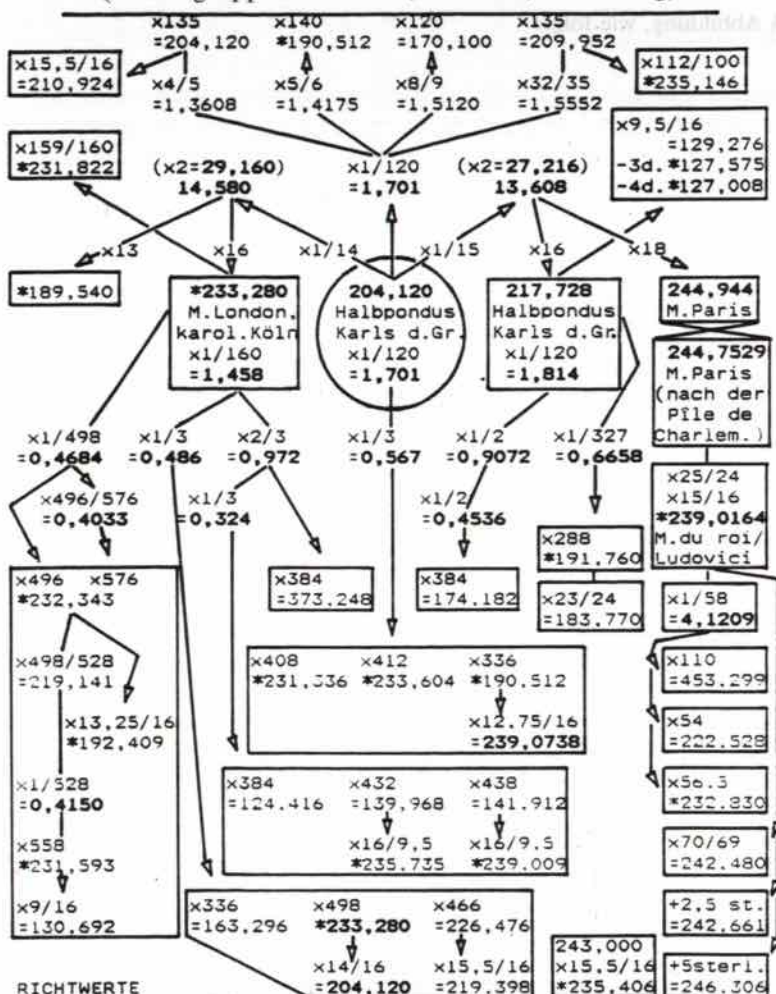 ×135 ×140 ×120 ×135
=204,120 *190,512 =170,100 =209,952
×15,5/16
=210,924
×112/100
*235,146
×4/5 ×5/6 ×8/9 ×32/35
=1,3608 =1,4175 =1,5120 =1,5552
×159/160
*231,822
(×2=29,160)
14,580
×1/120
=1,701
(×2=27,216)
13,608
×9,5/16
=129,276
-3d. *127,575
-4d. *127,008
×13 ×16 ×1/14 ×1/15 ×16 ×18
*189,540
*233,280
M.London,
karol.Köln
×1/160
=1,458
204,120
Halbpondus
Karls d.Gr.
×1/120
=1,701
217,728
Halbpondus
Karls d.Gr.
×1/120
=1,814
244,944
M.Paris
244,7529
M.Paris
(nach der
Pîle de
Charlem.)
×1/498 ×1/3 ×2/3 ×1/3 ×1/2 ×1/327
=0,4684 =0,486 =0,972 =0,567 =0,9072 =0,6658
×496/576
=0,4033
×1/3
=0,324
×1/2
=0,4536
×25/24
×15/16
*239,0164
M.du roi/
Ludovici
×288
*191,760
×23/24
=183,770
×384
=373,248
×384
=174,182
×1/58
=4,1209
×496 ×576
*232,343
×498/528
=219,141
×13,25/16
*192,409
×1/528
=0,4150
×558
*231,593
×9/16
=130,692
×408 ×412 ×336
*231,336 *233,604 *190,512
×12.75/16
=239,0738
×110
=453,299
×54
=222,528
×56.3
*232,830
×384 ×432 ×438
=124,416 =139,968 =141,912
×16/9,5 ×16/9,5
*235,735 *239,009
×70/69
=242,480
+2,5 st.
=242,661
+5sterl.
=246,306
×336 ×498 ×466
=163,296 *233,280 =226,476
×14/16 ×15,5/16
=204,120 =219,398
243,000
×15,5/16
*235,406
RICHTWERTE